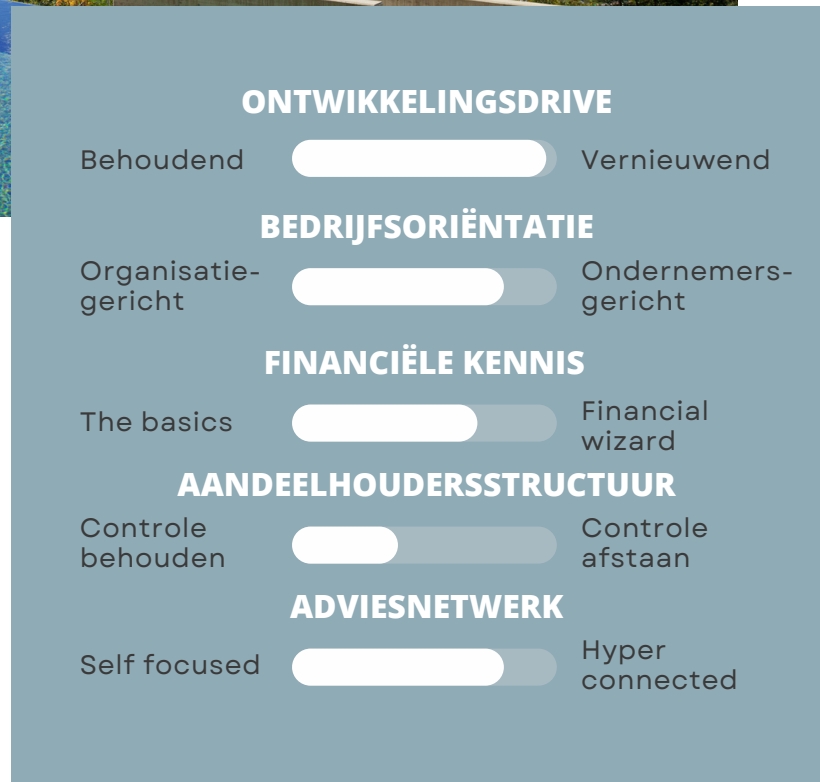 ONTWIKKELINGSDRIVE
Behoudend
Vernieuwend
BEDRIJFSORIËNTATIE
Organisatie-
gericht
Ondernemers-
gericht
FINANCIËLE KENNIS
The basics
Financial
wizard
AANDEELHOUDERSSTRUCTUUR
Controle
behouden
Controle
afstaan
ADVIESNETWERK
Self focused
Hyper
connected